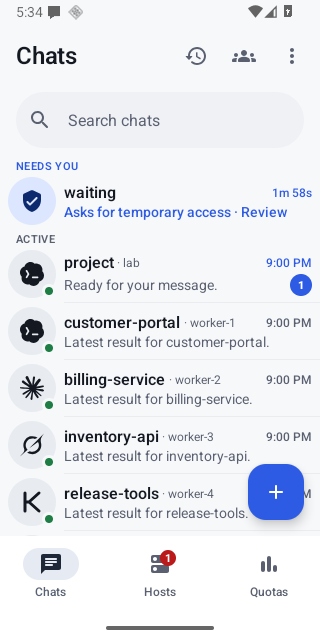 5:34
Chats
Search chats
NEEDS YOU
waiting 1m 58s
Asks for temporary access · Review
ACTIVE
project · lab 9:00 PM
Ready for your message. 1
customer-portal · worker-1 9:00 PM
Latest result for customer-portal.
billing-service · worker-2 9:00 PM
Latest result for billing-service.
inventory-api · worker-3 9:00 PM
Latest result for inventory-api.
release-tools · worker-4
Latest result for release-tools.
1
Chats Hosts Quotas